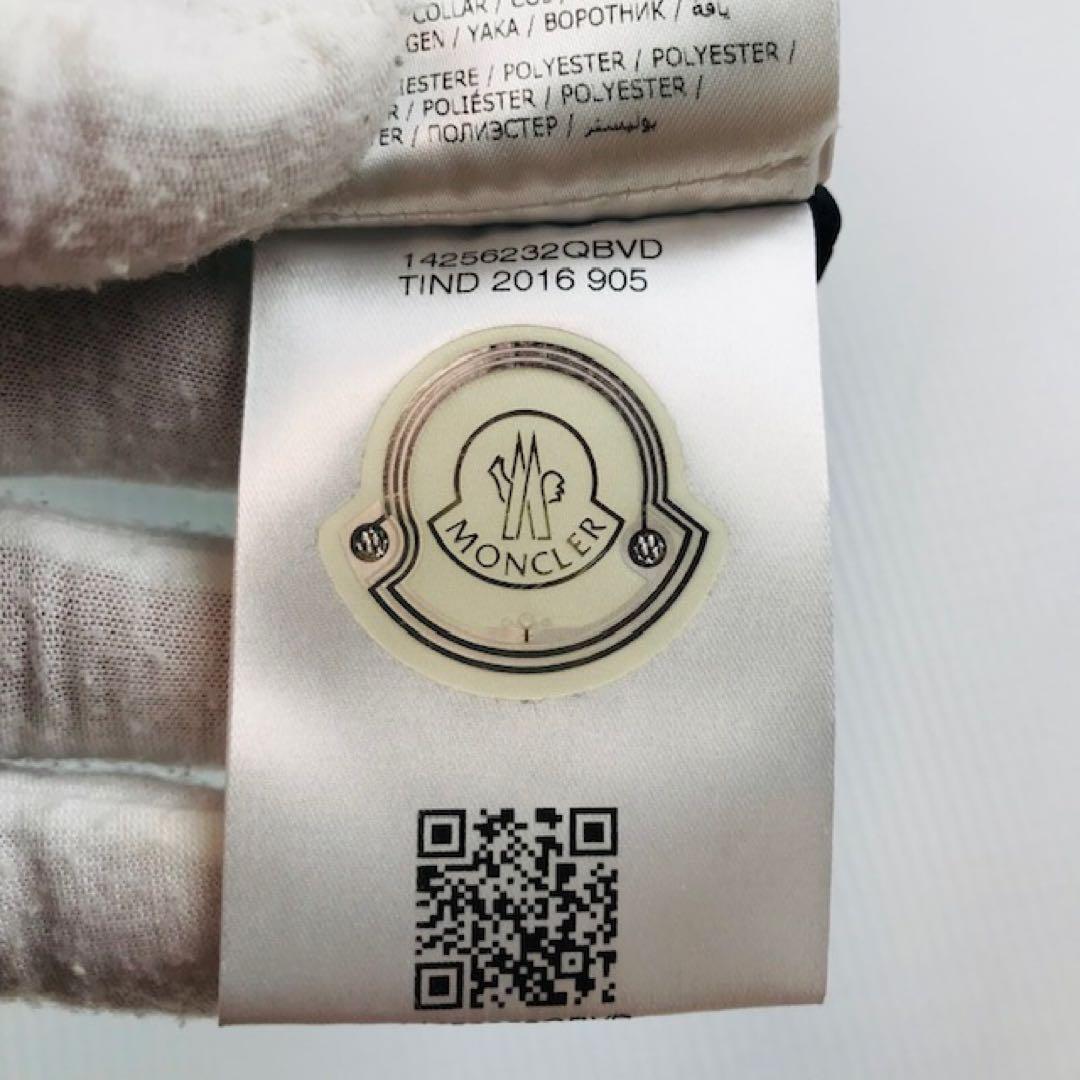 COLLAR /
GEN / YAKA / ВОРОТНИК / ياقة
IESTERE / POLYESTER / POLYESTER /
R / POLIÉSTER / POLYESTER /
ER / ПОЛИЭСТЕР / بوليستر
14256232QBVD
TIND 2016 905
MONCLER